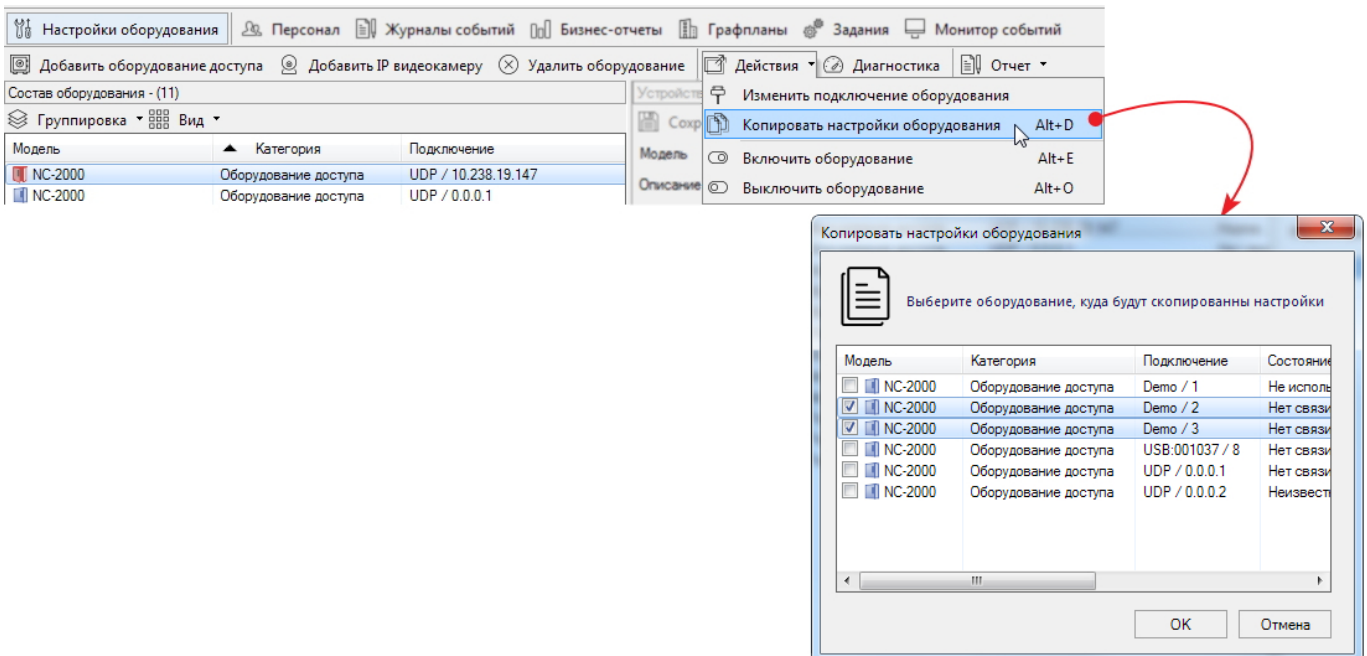 Настройки оборудования Персонал Журналы событий Бизнес-отчеты Графпланы Задания Монитор событий
Добавить оборудование доступа Добавить IP видеокамеру Удалить оборудование Действия Диагностика Отчет
Состав оборудования - (11)
Изменить подключение оборудования
Группировка Вид
Копировать настройки оборудования Alt+D
Модель Категория Подключение Модель
Включить оборудование Alt+E
NC-2000 Оборудование доступа UDP / 10.238.19.147
Описание
Выключить оборудование Alt+O
NC-2000 Оборудование доступа UDP / 0.0.0.1
Копировать настройки оборудования
Выберите оборудование, куда будут скопированны настройки
Модель Категория Подключение Состояние
NC-2000 Оборудование доступа Demo / 1 Не исполь
NC-2000 Оборудование доступа Demo / 2 Нет связи
NC-2000 Оборудование доступа Demo / 3 Нет связи
NC-2000 Оборудование доступа USB:001037 / 8 Нет связи
NC-2000 Оборудование доступа UDP / 0.0.0.1 Нет связи
NC-2000 Оборудование доступа UDP / 0.0.0.2 Неизвест
OK Отмена